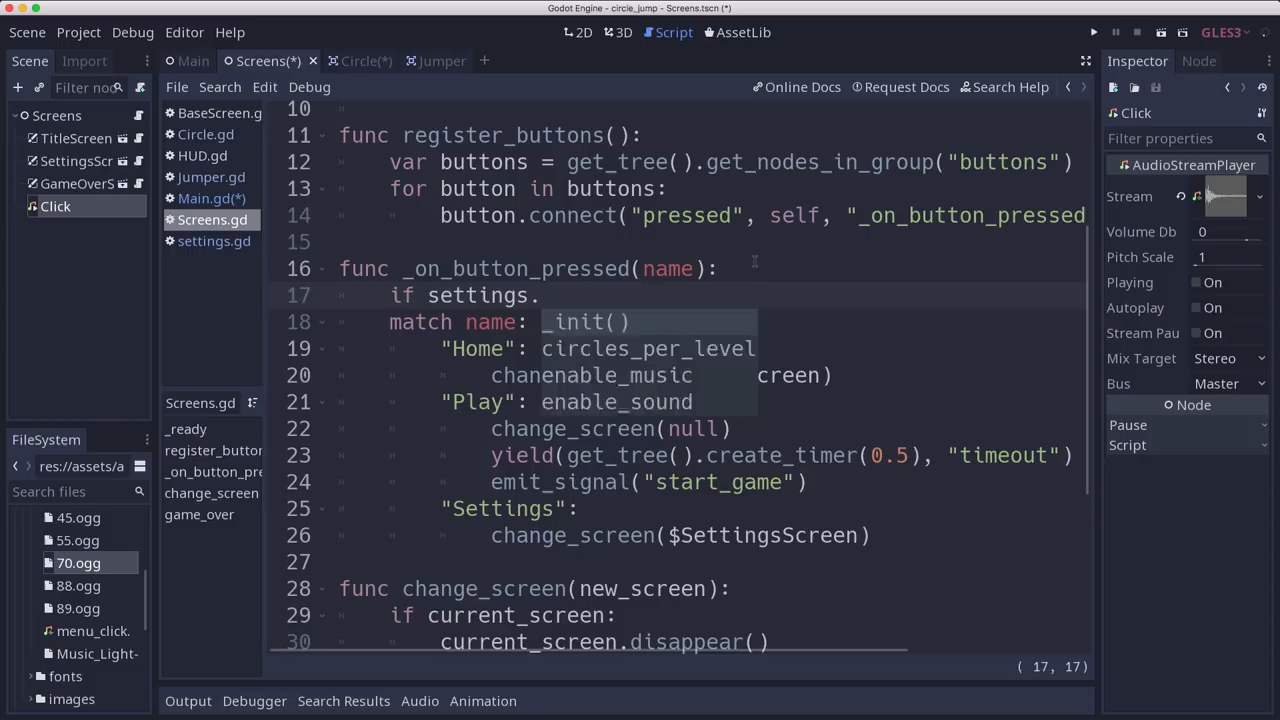 Godot Engine - circle_jump - Screens.tscn (*)
Scene Project Debug Editor Help
2D 3D Script AssetLib
GLES3
Scene Import
Main Screens(*) Circle(*) Jumper
Inspector Node
Filter nod
File Search Edit Debug
Online Docs Request Docs Search Help
Screens
TitleScreen
SettingsScr
GameOverS
Click
BaseScreen.g
Circle.gd
HUD.gd
Jumper.gd
Main.gd(*)
Screens.gd
settings.gd
Screens.gd
_ready
register_button
_on_button_pre
change_screen
game_over
10
11 func register_buttons():
12 var buttons = get_tree().get_nodes_in_group("buttons")
13 for button in buttons:
14 button.connect("pressed", self, "_on_button_pressed
15
16 func _on_button_pressed(name):
17 if settings.
18 match name: _init()
19 "Home": circles_per_level
20 chanenable_music creen)
21 "Play": enable_sound
22 change_screen(null)
23 yield(get_tree().create_timer(0.5), "timeout")
24 emit_signal("start_game")
25 "Settings":
26 change_screen($SettingsScreen)
27
28 func change_screen(new_screen):
29 if current_screen:
30 current_screen.disappear()
( 17, 17)
Click
Filter properties
AudioStreamPlayer
Stream
Volume Db 0
Pitch Scale 1
Playing On
Autoplay On
Stream Pau On
Mix Target Stereo
Bus Master
Node
Pause
Script
FileSystem
res://assets/a
Search files
45.ogg
55.ogg
70.ogg
88.ogg
89.ogg
menu_click.
Music_Light-
fonts
images
Output Debugger Search Results Audio Animation